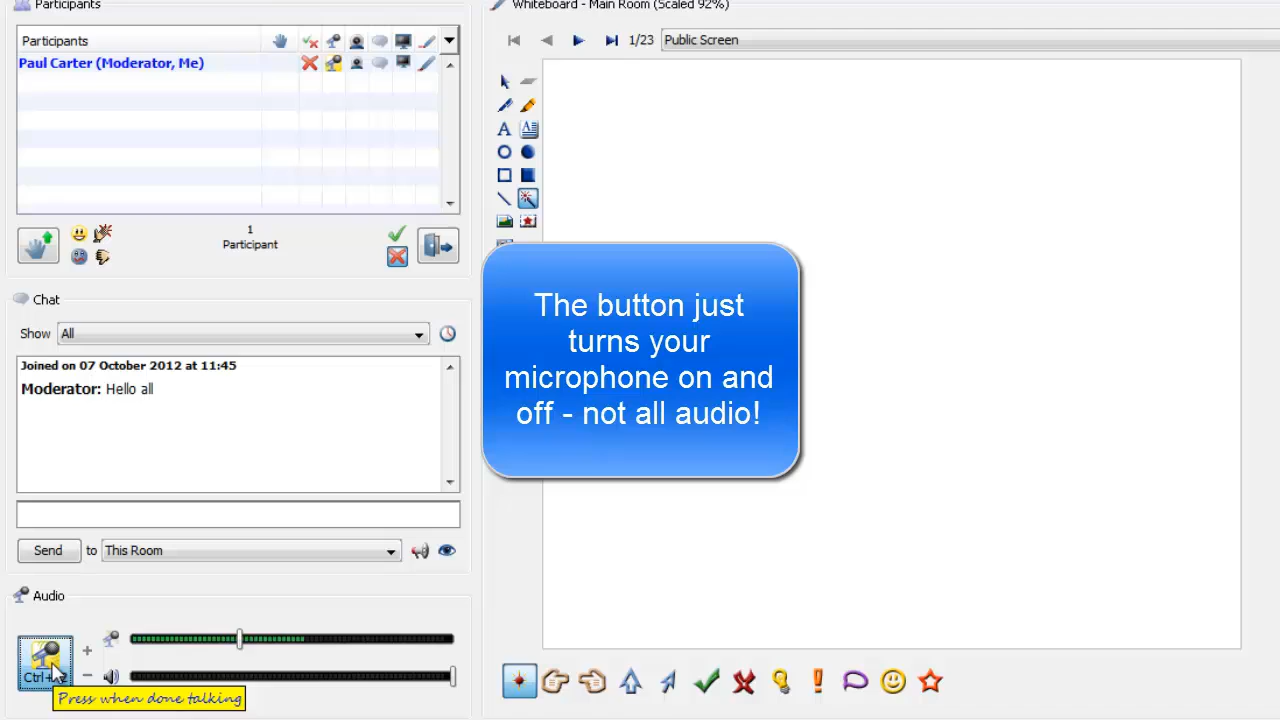 Participants
Participants
Paul Carter (Moderator, Me)
1
Participant
Chat
Show All
Joined on 07 October 2012 at 11:45
Moderator: Hello all
Send to This Room
Audio
Press when done talking
Whiteboard - Main Room (Scaled 92%)
1/23 Public Screen
A A
The button just
turns your
microphone on and
off - not all audio!